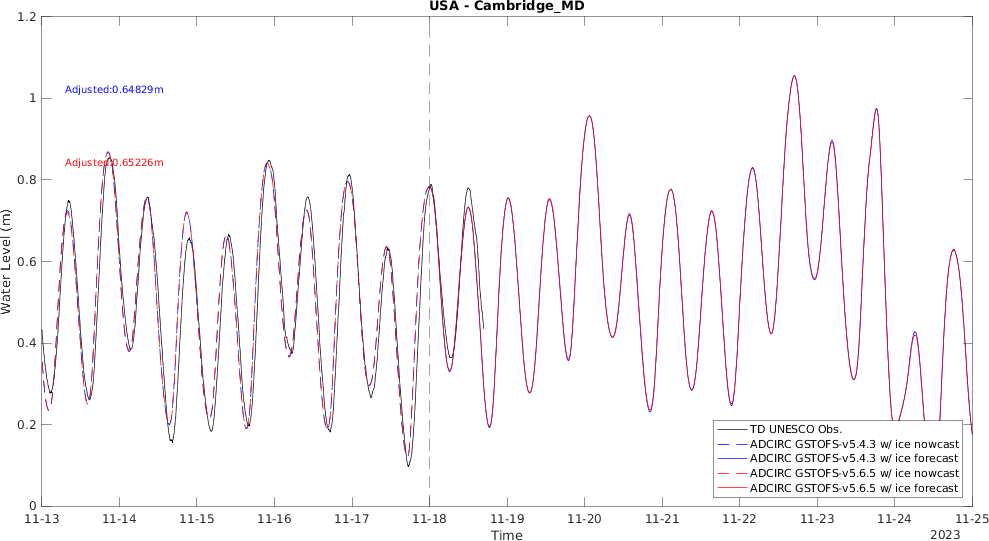 USA - Cambridge_MD
1.2
1
0.8
0.6
0.4
0.2
0
Water Level (m)
Adjusted:0.64829m
Adjusted:0.65226m
TD UNESCO Obs.
ADCIRC GSTOFS-v5.4.3 w/ ice nowcast
ADCIRC GSTOFS-v5.4.3 w/ ice forecast
ADCIRC GSTOFS-v5.6.5 w/ ice nowcast
ADCIRC GSTOFS-v5.6.5 w/ ice forecast
11-13 11-14 11-15 11-16 11-17 11-18 11-19 11-20 11-21 11-22 11-23 11-24 11-25
Time
2023